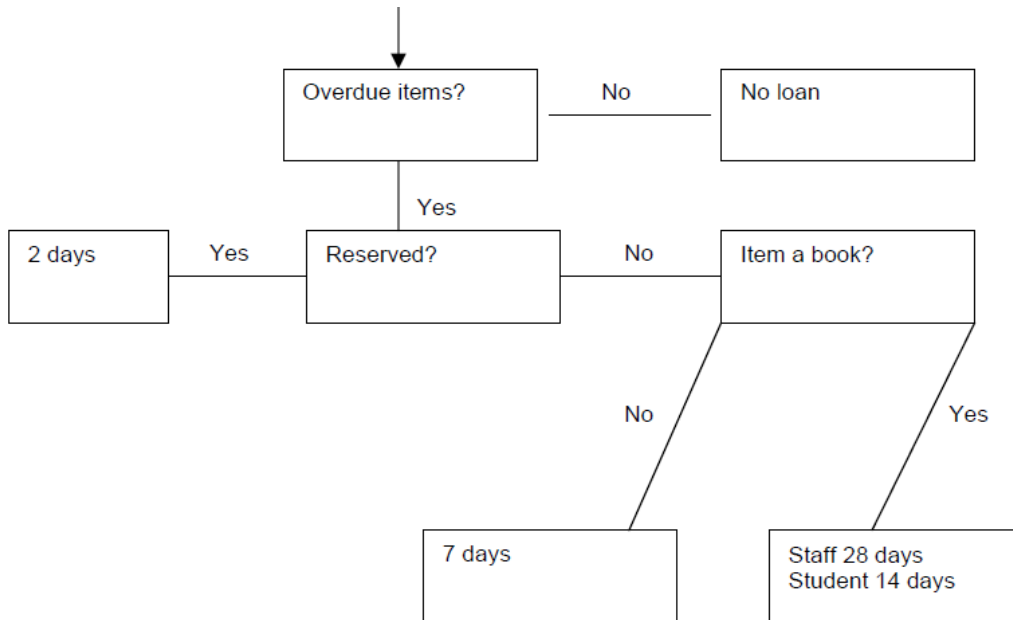 Overdue items?
No
No loan
Yes
2 days
Yes
Reserved?
No
Item a book?
No
Yes
7 days
Staff 28 days
Student 14 days